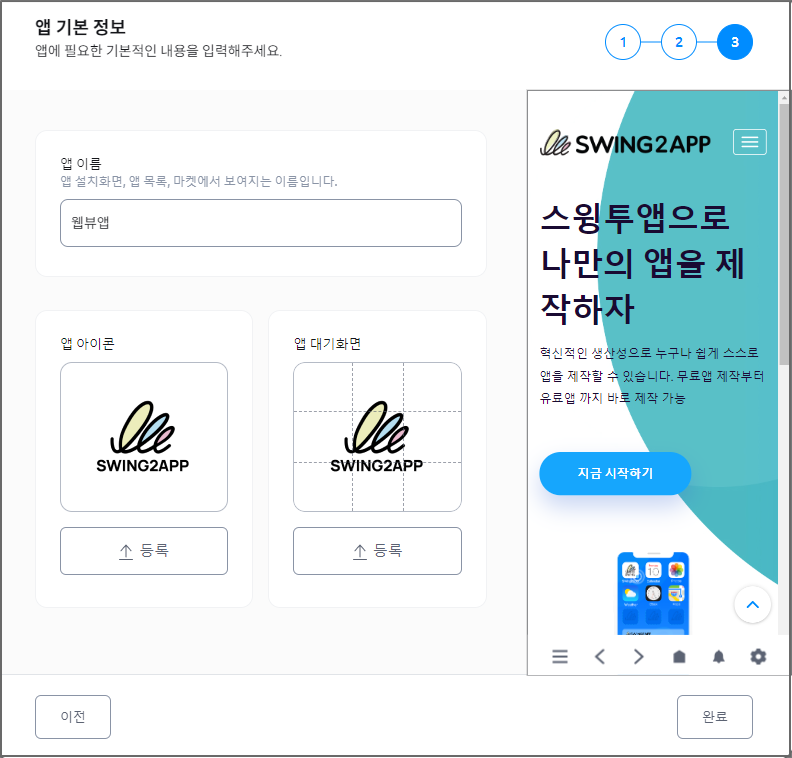 앱 기본 정보
앱에 필요한 기본적인 내용을 입력해주세요.
1 2 3
앱 이름
앱 설치화면, 앱 목록, 마켓에서 보여지는 이름입니다.
웹뷰앱
앱 아이콘
SWING2APP
등록
앱 대기화면
SWING2APP
등록
SWING2APP
스윙투앱으로
나만의 앱을 제
작하자
혁신적인 생산성으로 누구나 쉽게 스스로
앱을 제작할 수 있습니다. 무료앱 제작부터
유료앱 까지 바로 제작 가능
지금 시작하기
10
이전
완료